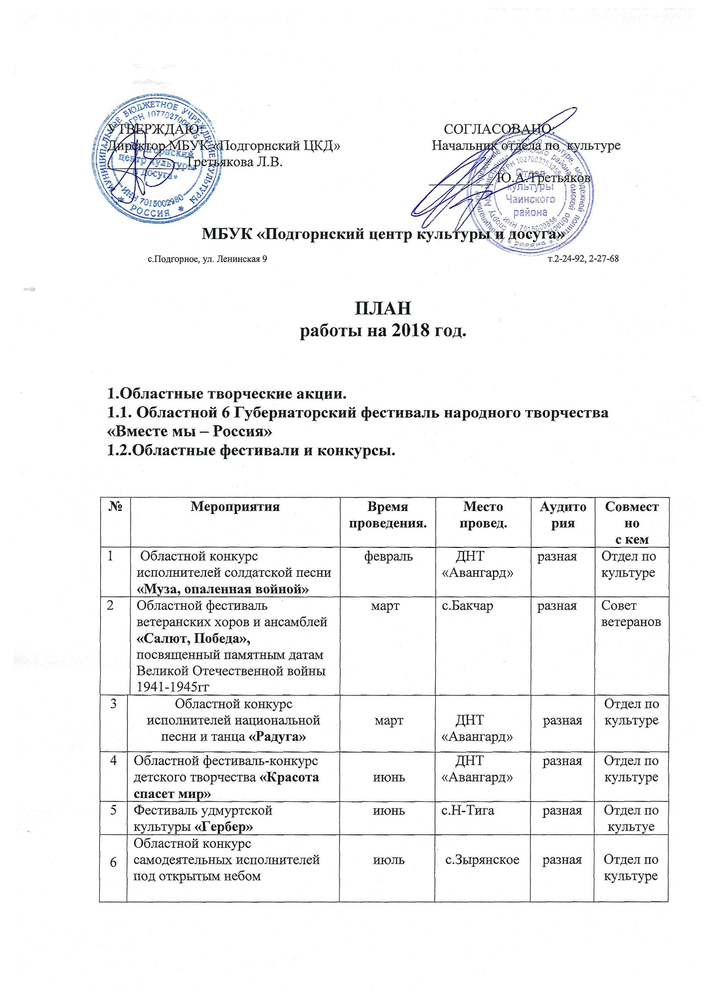 УТВЕРЖДАЮ:
Директор МБУК «Подгорнский ЦКД»
________ Третьякова Л.В.
СОГЛАСОВАНО:
Начальник отдела по культуре
_________ Ю.А.Третьяков
МУНИЦИПАЛЬНОЕ БЮДЖЕТНОЕ УЧРЕЖДЕНИЕ КУЛЬТУРЫ
* РОССИЯ *
«Подгорнский
центр культуры
и досуга»
ИНН 7015002980
Отдел
культуры
Чаинского
района
ИНН 7015000856
МБУК «Подгорнский центр культуры и досуга»
с.Подгорное, ул. Ленинская 9 т.2-24-92, 2-27-68
ПЛАН
работы на 2018 год.
1.Областные творческие акции.
1.1. Областной 6 Губернаторский фестиваль народного творчества
«Вместе мы – Россия»
1.2.Областные фестивали и конкурсы.
№ Мероприятия Время Место Аудито Совмест
проведения. провед. рия но
с кем
1 Областной конкурс февраль ДНТ разная Отдел по
исполнителей солдатской песни «Авангард» культуре
«Муза, опаленная войной»
2 Областной фестиваль март с.Бакчар разная Совет
ветеранских хоров и ансамблей ветеранов
«Салют, Победа»,
посвященный памятным датам
Великой Отечественной войны
1941-1945гг
3 Областной конкурс Отдел по
исполнителей национальной март ДНТ разная культуре
песни и танца «Радуга» «Авангард»
4 Областной фестиваль-конкурс ДНТ разная Отдел по
детского творчества «Красота июнь «Авангард» культуре
спасет мир»
5 Фестиваль удмуртской июнь с.Н-Тига разная Отдел по
культуры «Гербер» культуе
Областной конкурс
6 самодеятельных исполнителей июль с.Зырянское разная Отдел по
под открытым небом культуре